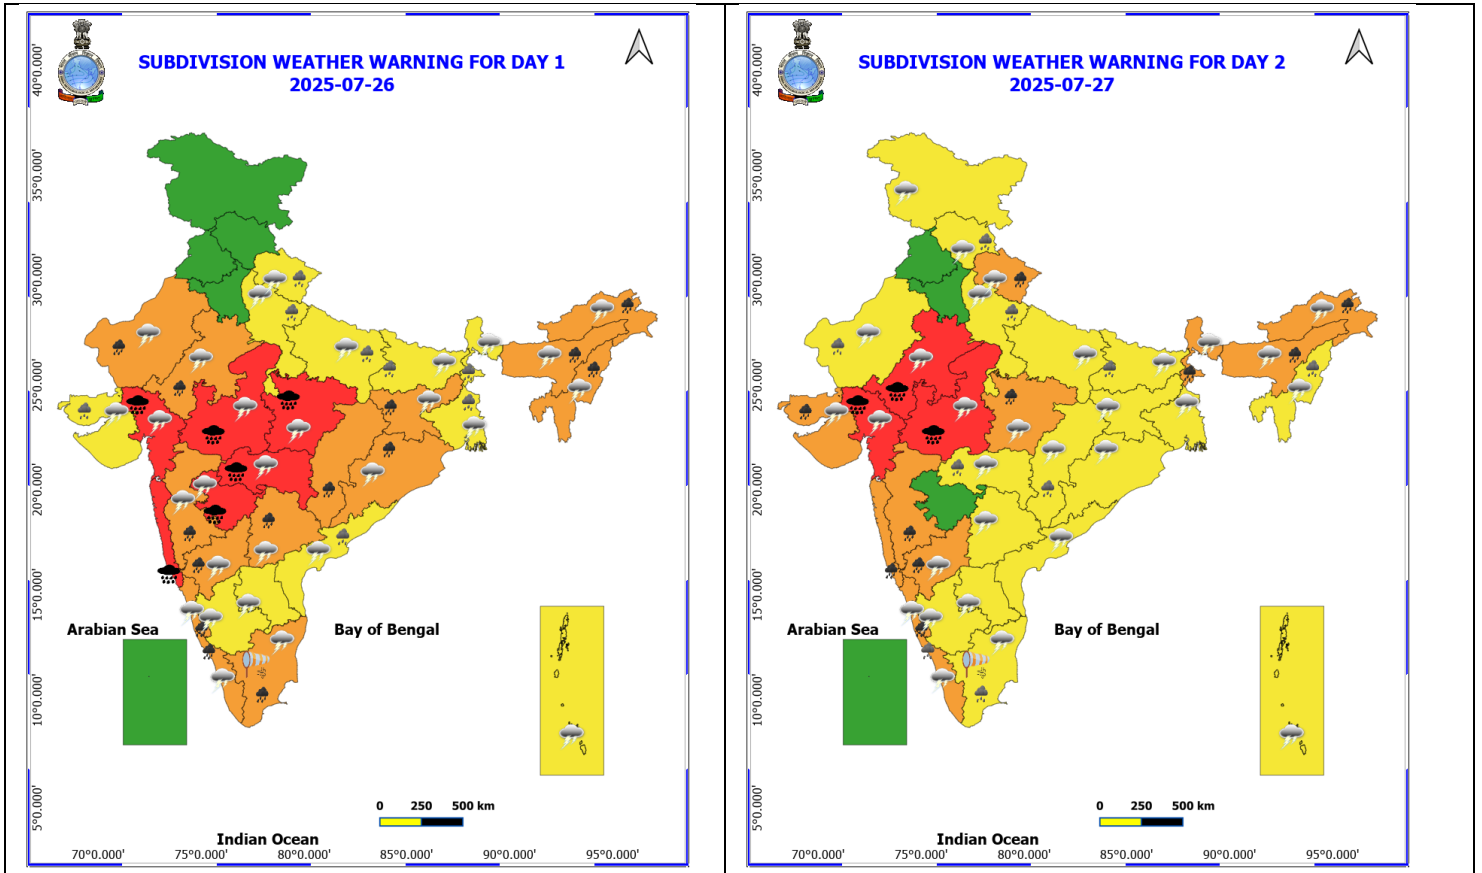 SUBDIVISION WEATHER WARNING FOR DAY 1
2025-07-26
40°0.000'
35°0.000'
30°0.000'
25°0.000'
20°0.000'
15°0.000'
10°0.000'
5°0.000'
Arabian Sea
Bay of Bengal
0 250 500 km
Indian Ocean
70°0.000' 75°0.000' 80°0.000' 85°0.000' 90°0.000' 95°0.000'
SUBDIVISION WEATHER WARNING FOR DAY 2
2025-07-27
40°0.000'
35°0.000'
30°0.000'
25°0.000'
20°0.000'
15°0.000'
10°0.000'
5°0.000'
Arabian Sea
Bay of Bengal
0 250 500 km
Indian Ocean
70°0.000' 75°0.000' 80°0.000' 85°0.000' 90°0.000' 95°0.000'